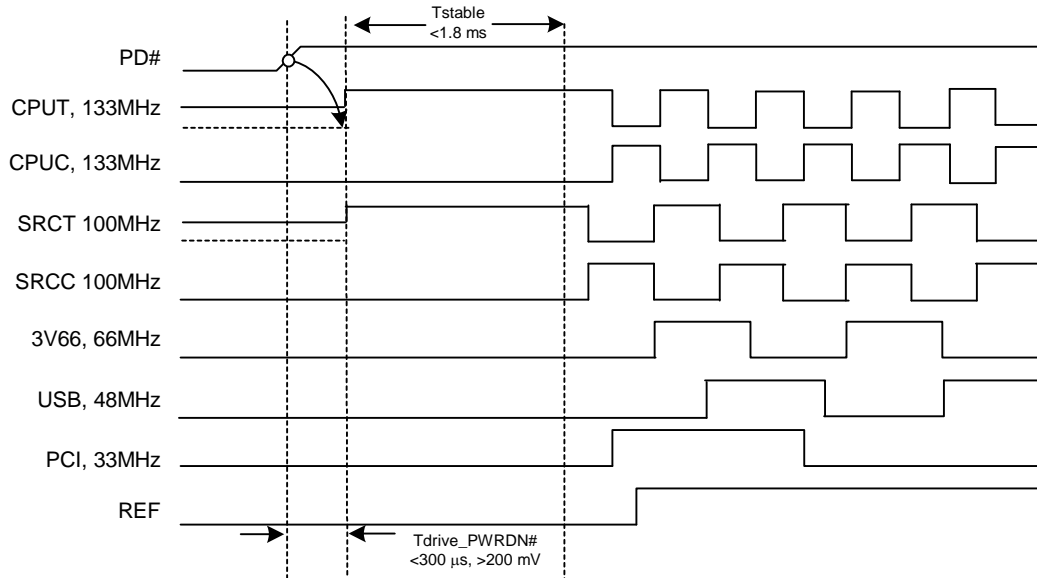 Tstable
<1.8 ms
PD#
CPUT, 133MHz
CPUC, 133MHz
SRCT 100MHz
SRCC 100MHz
3V66, 66MHz
USB, 48MHz
PCI, 33MHz
REF
Tdrive_PWRDN#
<300 μs, >200 mV